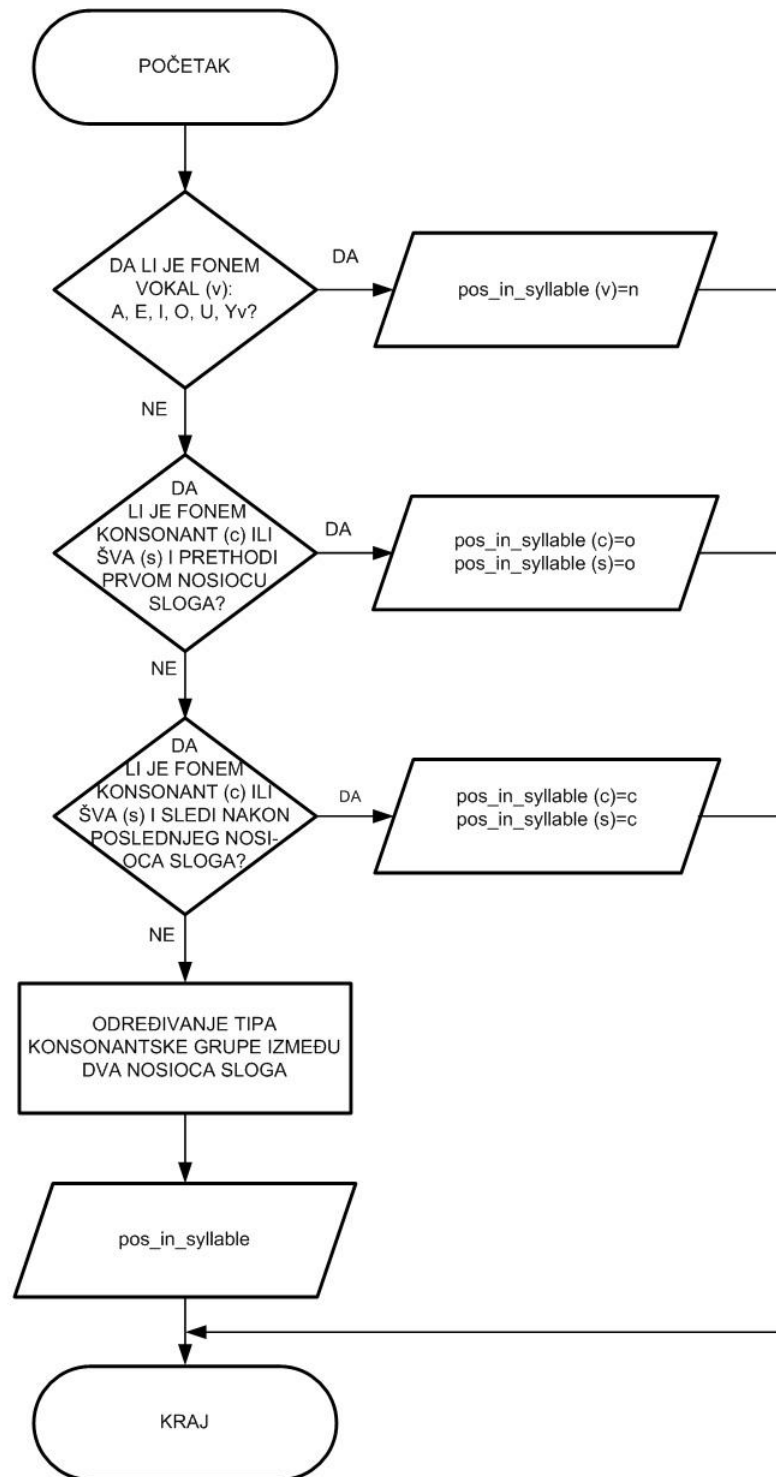 POČETAK
DA LI JE FONEM
VOKAL (v):
A, E, I, O, U, Yv?
DA
pos_in_syllable (v)=n
NE
DA
LI JE FONEM
KONSONANT (c) ILI
ŠVA (s) I PRETHODI
PRVOM NOSIOCU
SLOGA?
DA
pos_in_syllable (c)=o
pos_in_syllable (s)=o
NE
DA
LI JE FONEM
KONSONANT (c) ILI
ŠVA (s) I SLEDI NAKON
POSLEDNJEG NOSI-
OCA SLOGA?
DA
pos_in_syllable (c)=c
pos_in_syllable (s)=c
NE
ODREĐIVANJE TIPA
KONSONANTSKE GRUPE IZMEĐU
DVA NOSIOCA SLOGA
pos_in_syllable
KRAJ